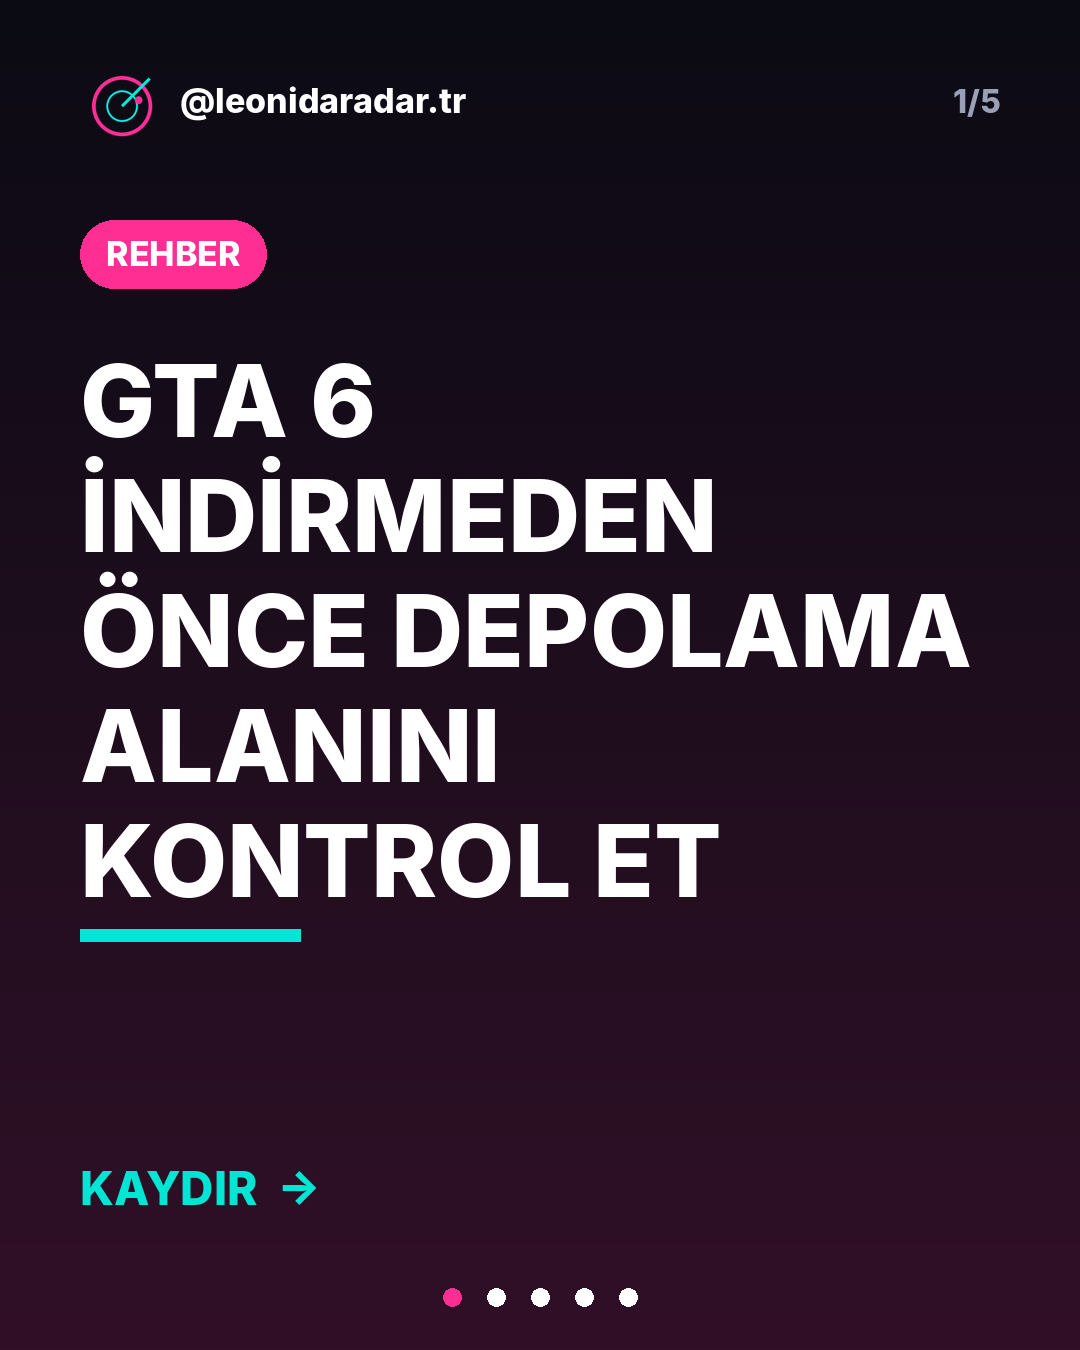 @leonidaradar.tr
1/5
REHBER
GTA 6
İNDİRMEDEN
ÖNCE DEPOLAMA
ALANINI
KONTROL ET
KAYDIR →